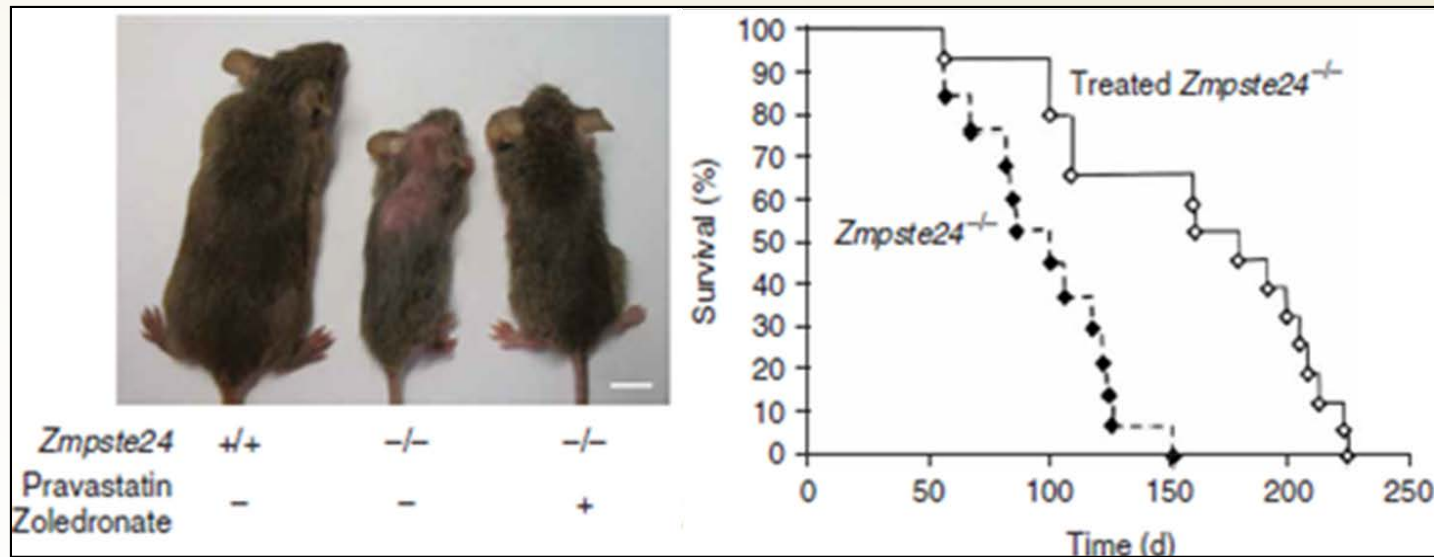 Zmpste24 +/+ −/− −/−
Pravastatin
Zoledronate − − +
100
90
80
70
60
50
40
30
20
10
0
Survival (%)
Treated Zmpste24−/−
Zmpste24−/−
0 50 100 150 200 250
Time (d)